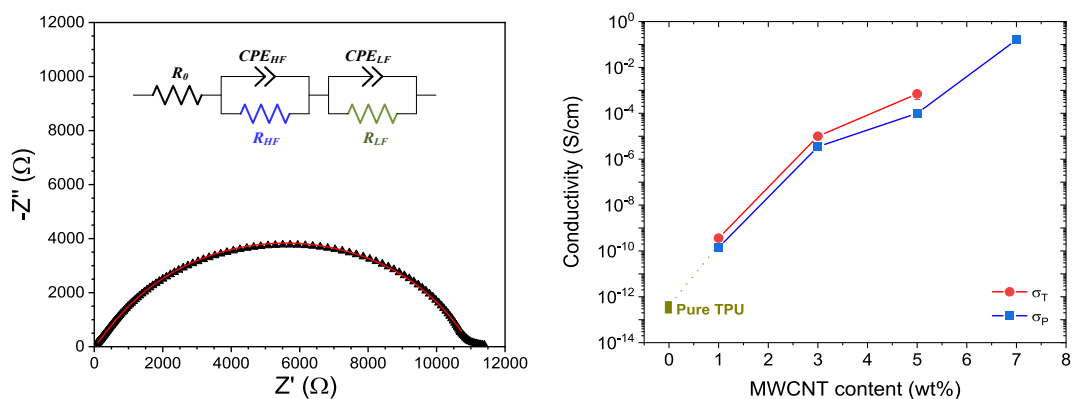 12000
10000
8000
6000
4000
2000
0
-Z'' (Ω)
R0
CPEHF
CPELF
RHF
RLF
0 2000 4000 6000 8000 10000 12000
Z' (Ω)
10^0
10^-2
10^-4
10^-6
10^-8
10^-10
10^-12
10^-14
Conductivity (S/cm)
Pure TPU
σT
σP
0 1 2 3 4 5 6 7 8
MWCNT content (wt%)